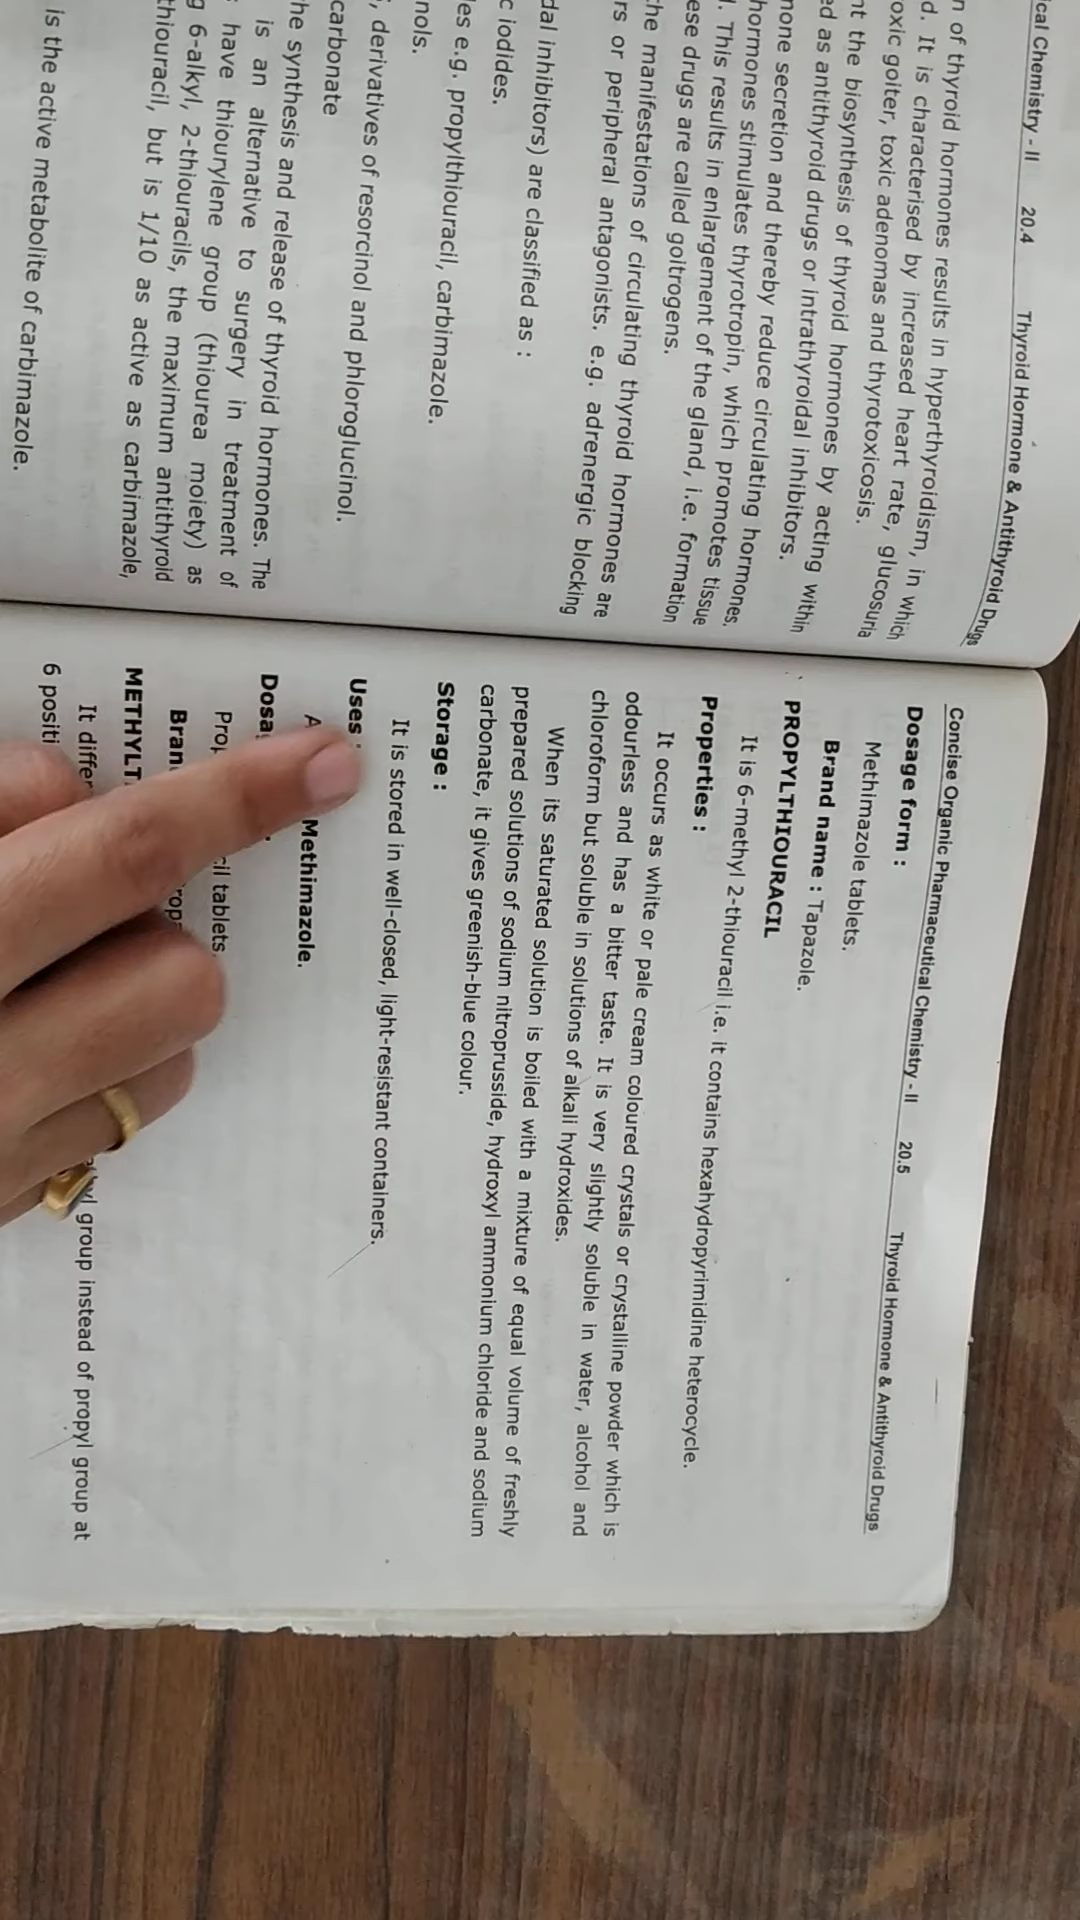 ical Chemistry - II 20.4 Thyroid Hormone & Antithyroid Drugs
n of thyroid hormones results in hyperthyroidism, in which
d. It is characterised by increased heart rate, glucosuria
oxic goiter, toxic adenomas and thyrotoxicosis.
nt the biosynthesis of thyroid hormones by acting within
ed as antithyroid drugs or intrathyroidal inhibitors.
none secretion and thereby reduce circulating hormones.
hormones stimulates thyrotropin, which promotes tissue
l. This results in enlargement of the gland, i.e. formation
ese drugs are called goitrogens.
he manifestations of circulating thyroid hormones are
rs or peripheral antagonists. e.g. adrenergic blocking
dal inhibitors) are classified as :
c iodides.
les e.g. propylthiouracil, carbimazole.
nols.
, derivatives of resorcinol and phloroglucinol.
carbonate
he synthesis and release of thyroid hormones. The
is an alternative to surgery in treatment of
have thiourylene group (thiourea moiety) as
g 6-alkyl, 2-thiouracils, the maximum antithyroid
thiouracil, but is 1/10 as active as carbimazole,
is the active metabolite of carbimazole.
Concise Organic Pharmaceutical Chemistry - II 20.5 Thyroid Hormone & Antithyroid Drugs
Dosage form :
Methimazole tablets.
Brand name : Tapazole.
PROPYLTHIOURACIL
It is 6-methyl 2-thiouracil i.e. it contains hexahydropyrimidine heterocycle.
Properties :
It occurs as white or pale cream coloured crystals or crystalline powder which is
odourless and has a bitter taste. It is very slightly soluble in water, alcohol and
chloroform but soluble in solutions of alkali hydroxides.
When its saturated solution is boiled with a mixture of equal volume of freshly
prepared solutions of sodium nitroprusside, hydroxyl ammonium chloride and sodium
carbonate, it gives greenish-blue colour.
Storage :
It is stored in well-closed, light-resistant containers.
Uses :
A Methimazole.
Dosa
Prop cil tablets.
Bran rop
METHYLT
It differ yl group instead of propyl group at
6 positi